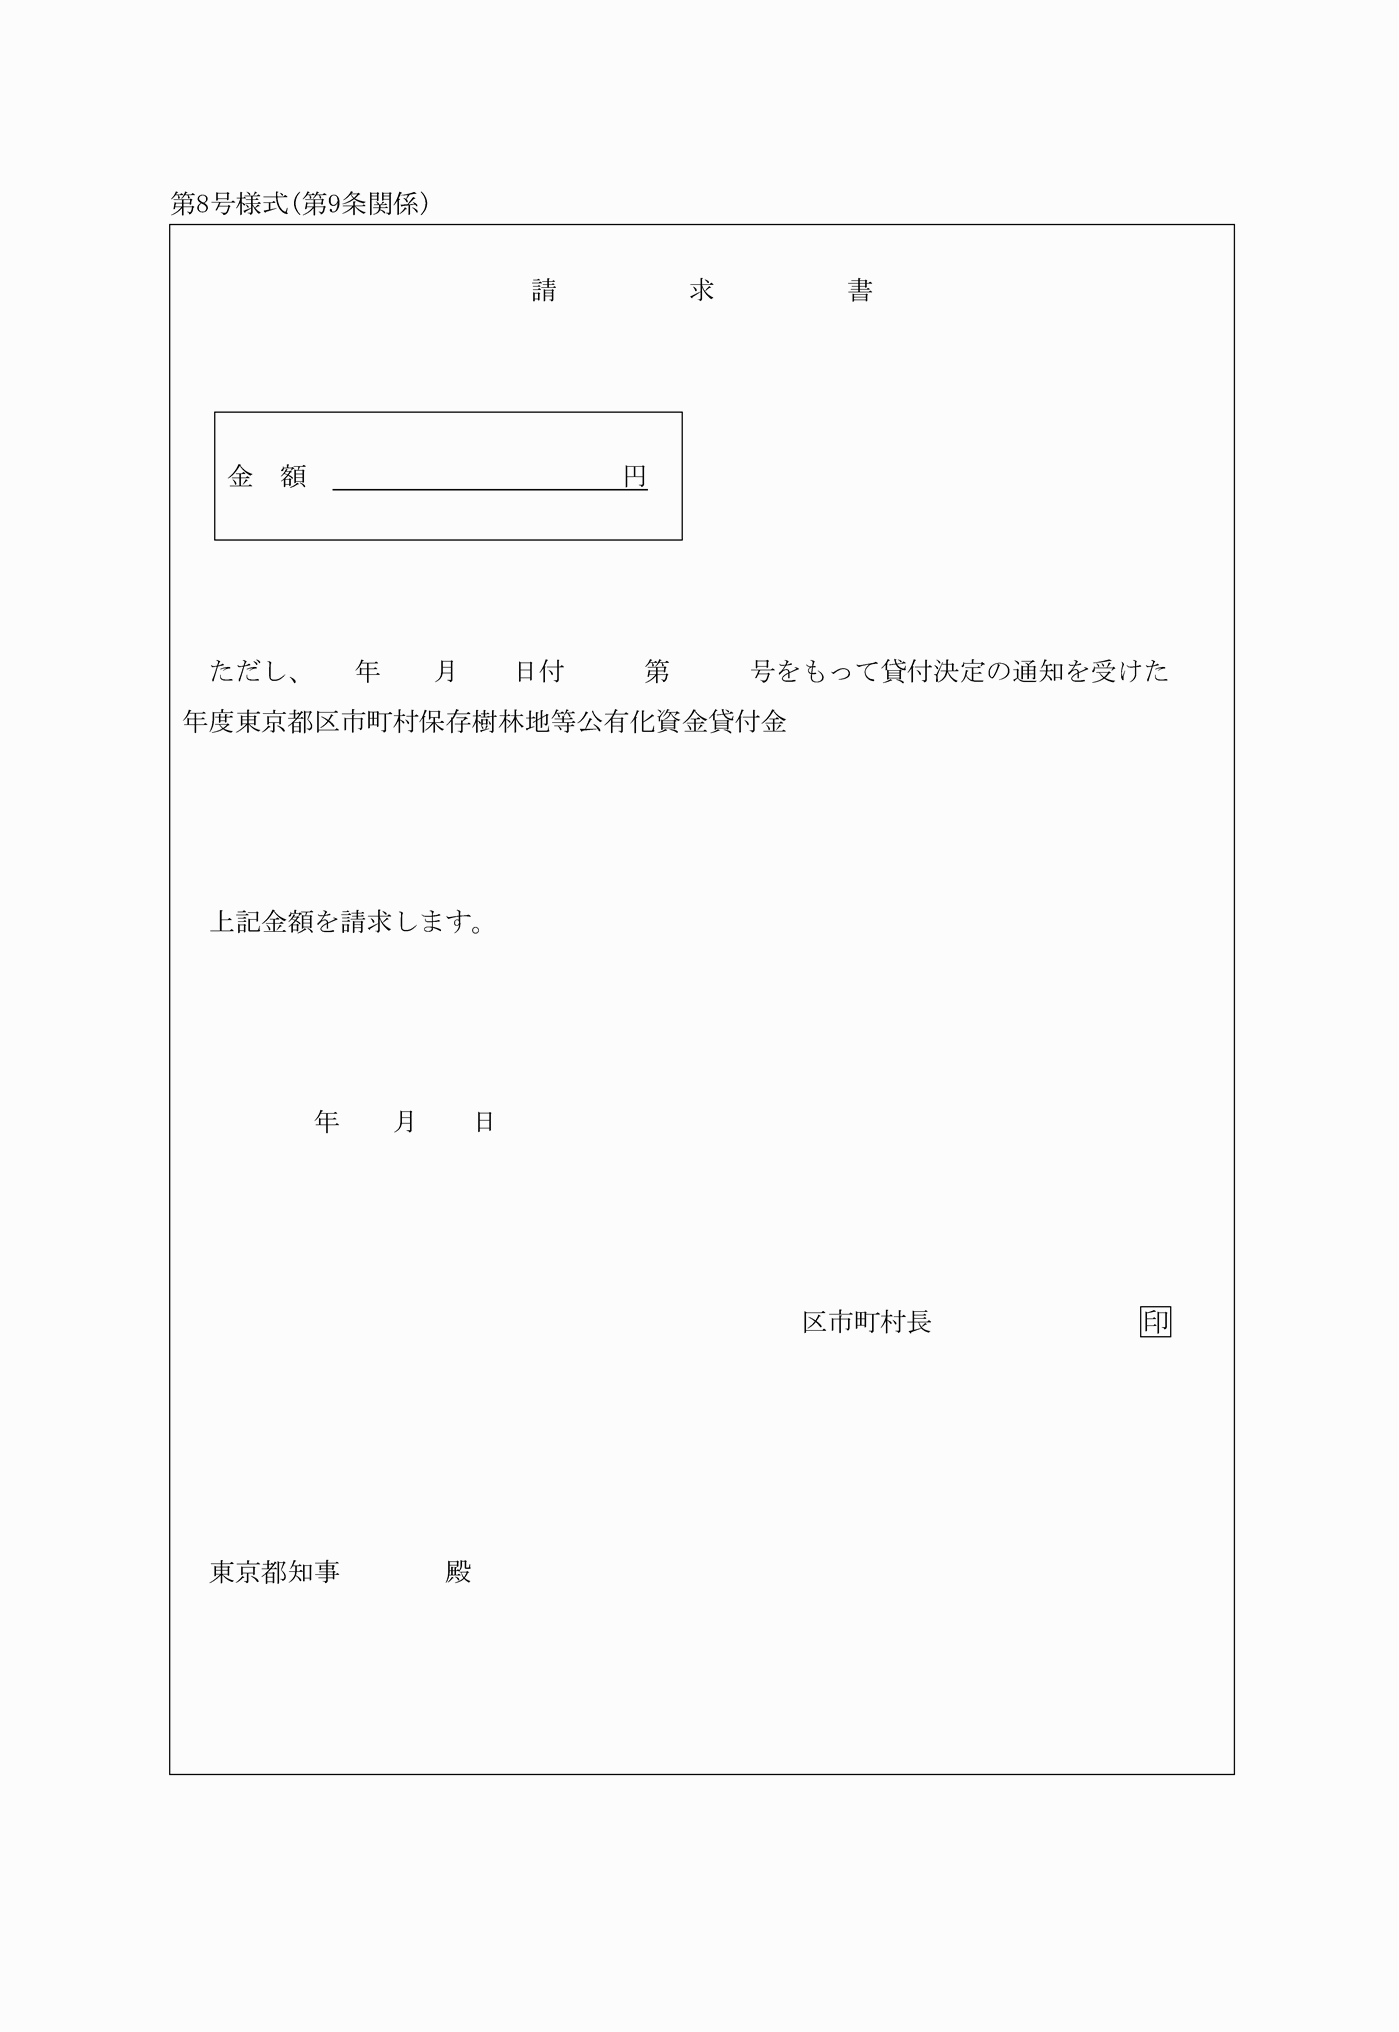 第8号様式(第9条関係)
請　　　　　求　　　　　書
金　額　　　　　　　　　　　　　円
ただし、　　年　　月　　日付　　　第　　　号をもって貸付決定の通知を受けた
年度東京都区市町村保存樹林地等公有化資金貸付金
上記金額を請求します。
年　　月　　日
区市町村長　　　　　　　　印
東京都知事　　　　殿